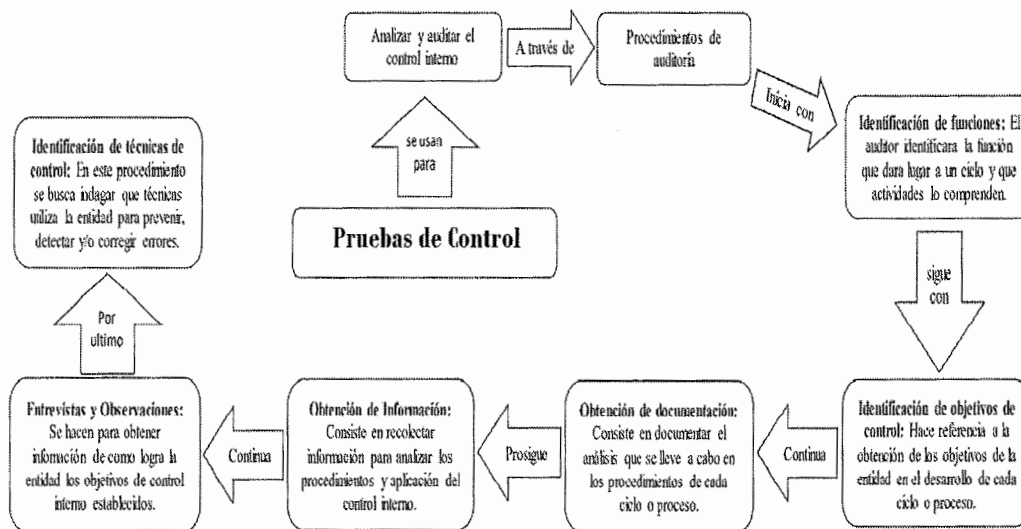 Pruebas de Control
se usan
para
Analizar y auditar el
control interno
A través de
Procedimientos de
auditoría
Inicia con
Identificación de funciones: El
auditor identificara la función
que dara lugar a un ciclo y que
actividades lo comprenden.
sigue
con
Identificación de objetivos de
control: Hace referencia a la
obtención de los objetivos de la
entidad en el desarrollo de cada
ciclo o proceso.
Continua
Obtención de documentación:
Consiste en documentar el
análisis que se lleve a cabo en
los procedimientos de cada
ciclo o proceso.
Prosigue
Obtención de Información:
Consiste en recolectar
información para analizar los
procedimientos y aplicación del
control interno.
Continua
Entrevistas y Observaciones:
Se hacen para obtener
información de como logra la
entidad los objetivos de control
interno establecidos.
Por
ultimo
Identificación de técnicas de
control: En este procedimiento
se busca indagar que técnicas
utiliza la entidad para prevenir,
detectar y/o corregir errores.